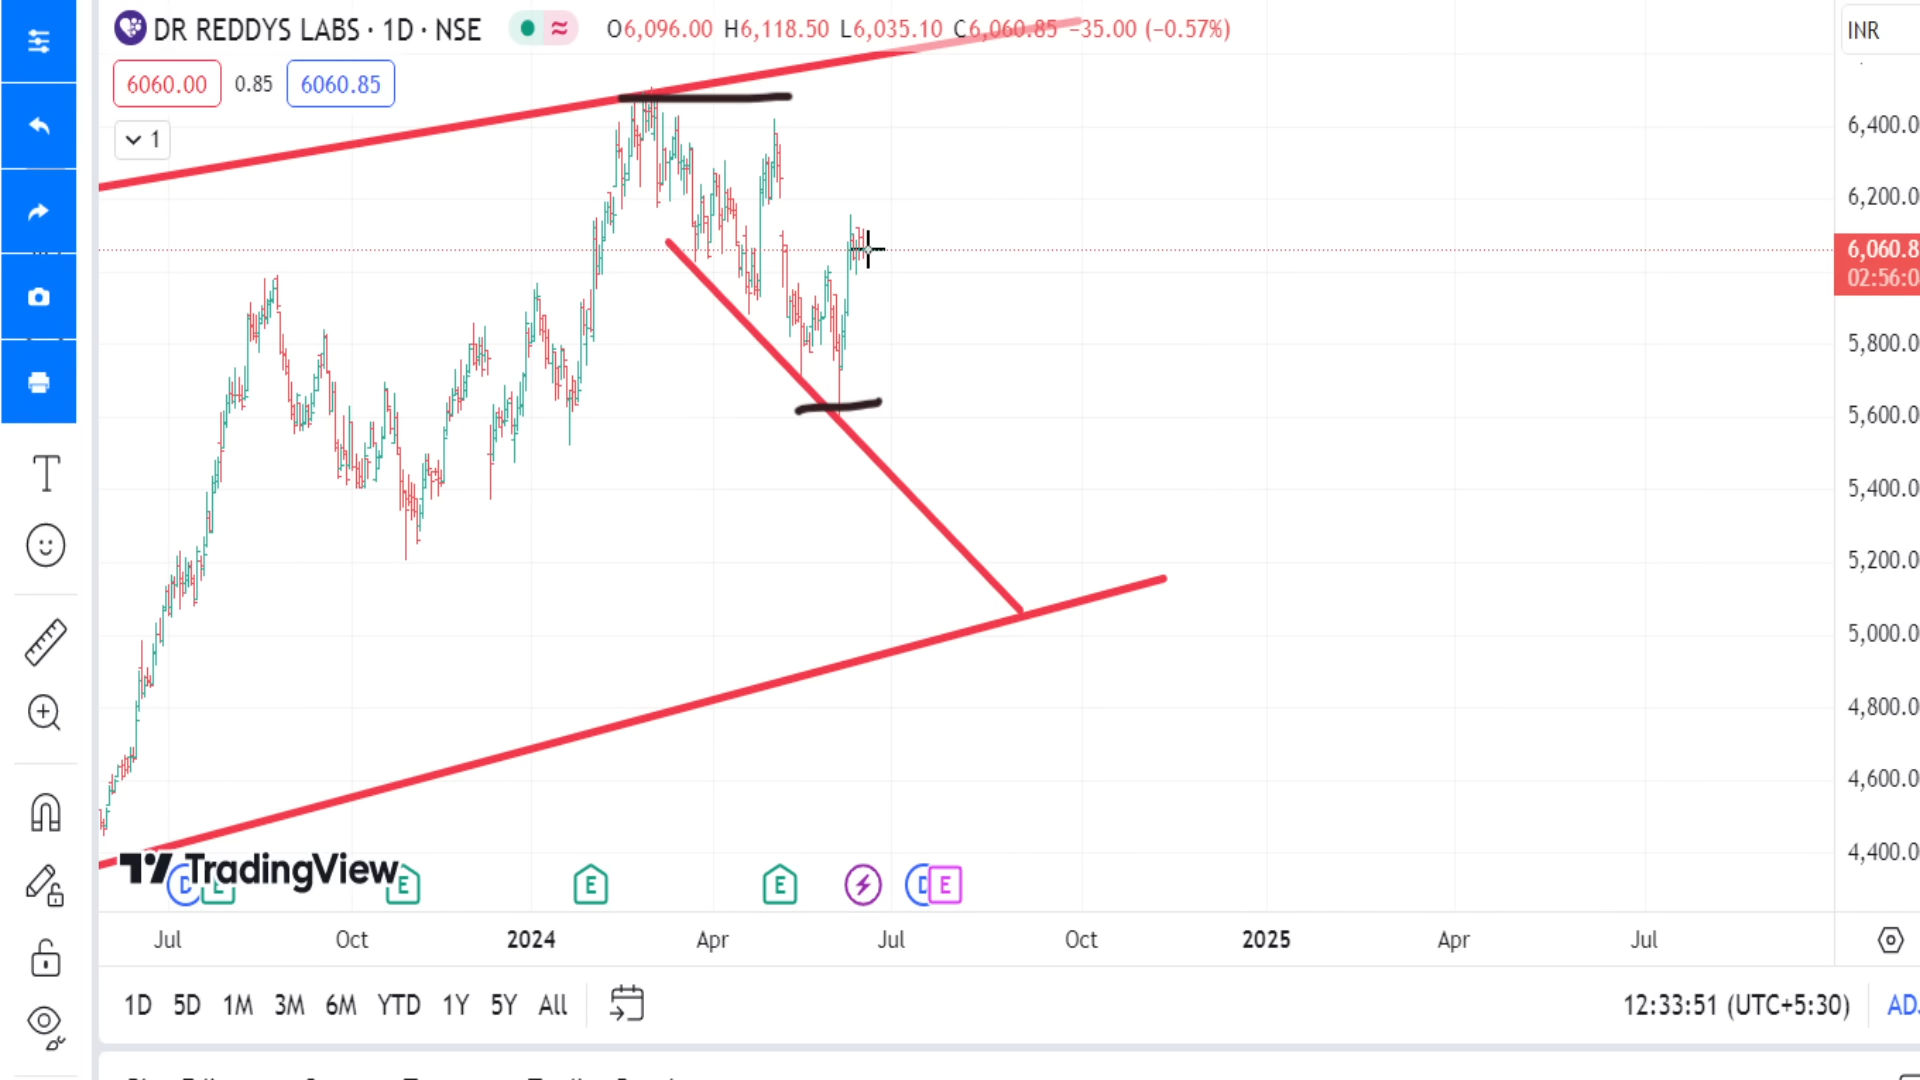 DR REDDYS LABS · 1D · NSE
O6,096.00 H6,118.50 L6,035.10 C6,060.85 −35.00 (−0.57%)
INR
6060.00 0.85 6060.85
1
6,400.0
6,200.0
6,060.8
02:56:0
5,800.0
5,600.0
5,400.0
5,200.0
5,000.0
4,800.0
4,600.0
4,400.0
TradingView
D E E E E D E
Jul Oct 2024 Apr Jul Oct 2025 Apr Jul
1D 5D 1M 3M 6M YTD 1Y 5Y All
12:33:51 (UTC+5:30)